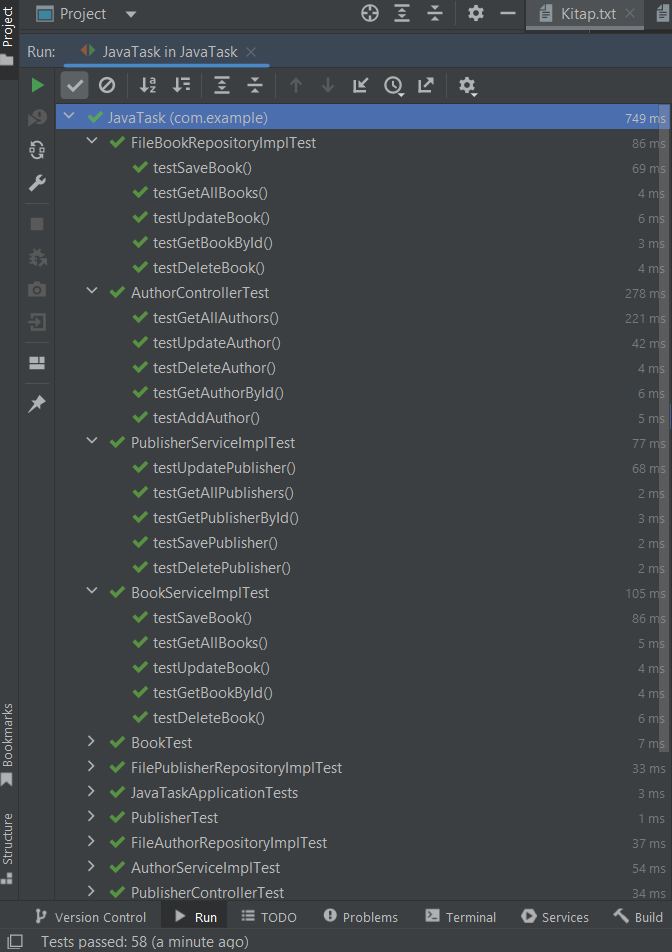 Project
Project
Kitap.txt
Run:
JavaTask in JavaTask
JavaTask (com.example) 749 ms
FileBookRepositoryImplTest 86 ms
testSaveBook() 69 ms
testGetAllBooks() 4 ms
testUpdateBook() 6 ms
testGetBookById() 3 ms
testDeleteBook() 4 ms
AuthorControllerTest 278 ms
testGetAllAuthors() 221 ms
testUpdateAuthor() 42 ms
testDeleteAuthor() 4 ms
testGetAuthorById() 6 ms
testAddAuthor() 5 ms
PublisherServiceImplTest 77 ms
testUpdatePublisher() 68 ms
testGetAllPublishers() 2 ms
testGetPublisherById() 3 ms
testSavePublisher() 2 ms
testDeletePublisher() 2 ms
BookServiceImplTest 105 ms
testSaveBook() 86 ms
testGetAllBooks() 5 ms
testUpdateBook() 4 ms
testGetBookById() 4 ms
testDeleteBook() 6 ms
BookTest 7 ms
FilePublisherRepositoryImplTest 33 ms
JavaTaskApplicationTests 3 ms
PublisherTest 1 ms
FileAuthorRepositoryImplTest 37 ms
AuthorServiceImplTest 54 ms
PublisherControllerTest 34 ms
Bookmarks
Structure
Version Control Run TODO Problems Terminal Services Build
Tests passed: 58 (a minute ago)